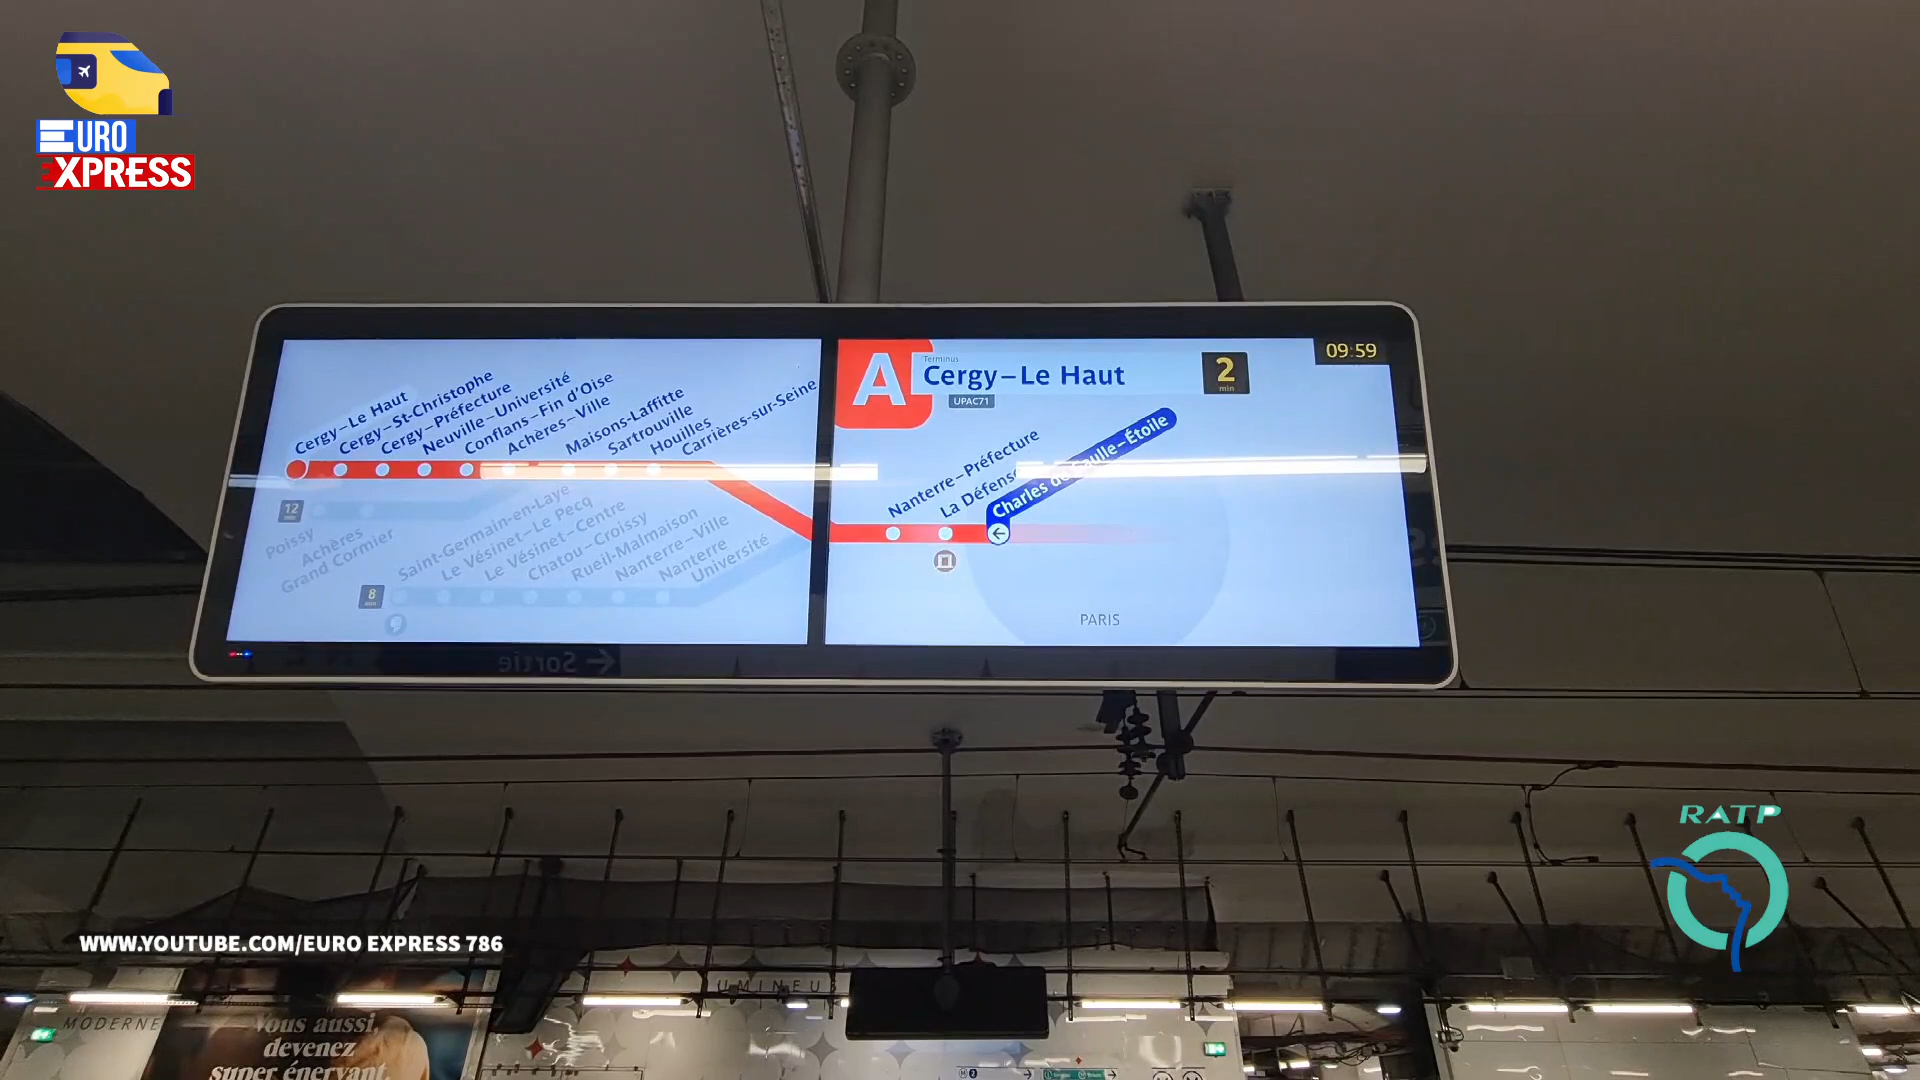 EURO
EXPRESS
Cergy–Le Haut
Cergy–St-Christophe
Cergy–Préfecture
Neuville–Université
Conflans–Fin d'Oise
Achères–Ville
Maisons-Laffitte
Sartrouville
Houilles
Carrières-sur-Seine
12
min
Poissy
Achères
Grand Cormier
Saint-Germain-en-Laye
Le Vésinet–Le Pecq
Le Vésinet–Centre
Chatou–Croissy
Rueil-Malmaison
Nanterre–Ville
Nanterre
Université
8
min
A
Terminus
Cergy–Le Haut
UPAC71
2
min
09:59
Nanterre–Préfecture
La Défense
Charles de Gaulle–Étoile
PARIS
Sortie
RATP
WWW.YOUTUBE.COM/EURO EXPRESS 786
MODERNE
Vous aussi,
devenez
super énervant
UMINEUS